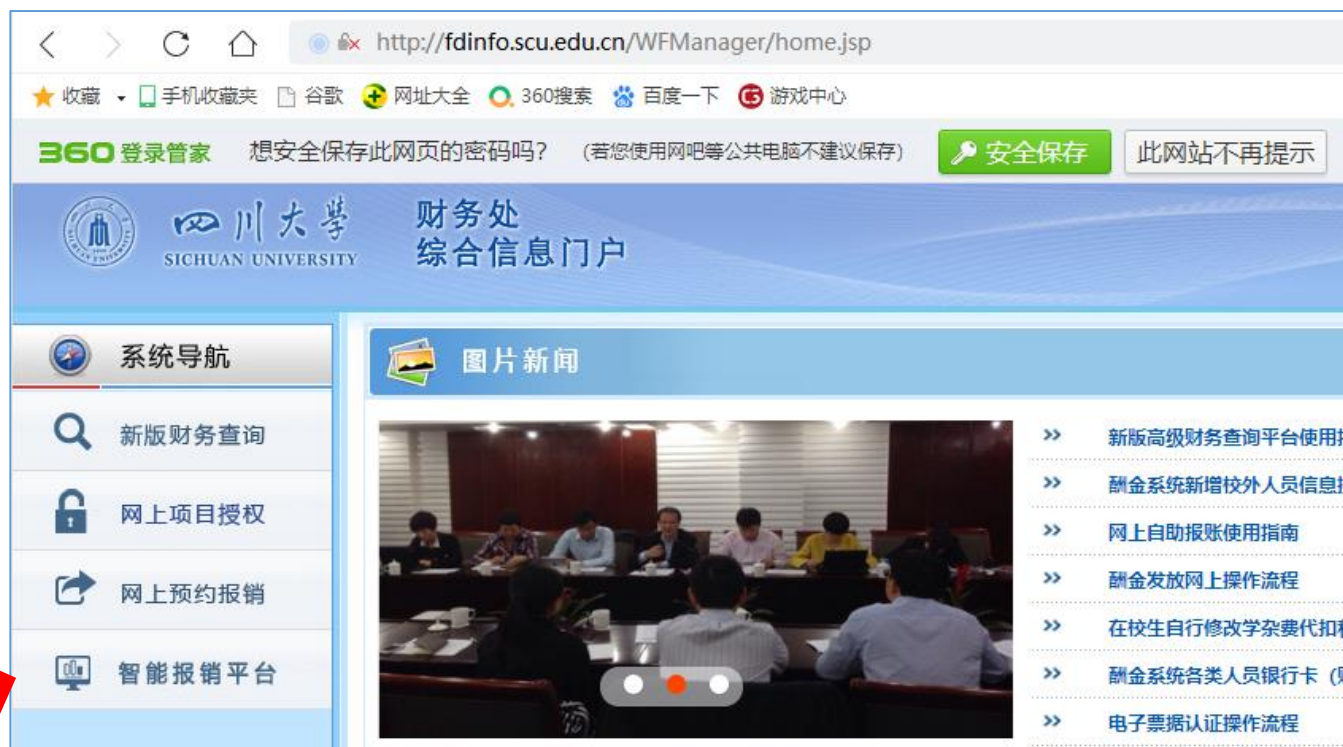 http://fdinfo.scu.edu.cn/WFManager/home.jsp
收藏 手机收藏夹 谷歌 网址大全 360搜索 百度一下 游戏中心
360登录管家 想安全保存此网页的密码吗? (若您使用网吧等公共电脑不建议保存) 安全保存 此网站不再提示
四川大學 财务处
SICHUAN UNIVERSITY 综合信息门户
系统导航
图片新闻
新版财务查询
网上项目授权
网上预约报销
智能报销平台
新版高级财务查询平台使用
酬金系统新增校外人员信息
网上自助报账使用指南
酬金发放网上操作流程
在校生自行修改学杂费代扣
酬金系统各类人员银行卡(
电子票据认证操作流程